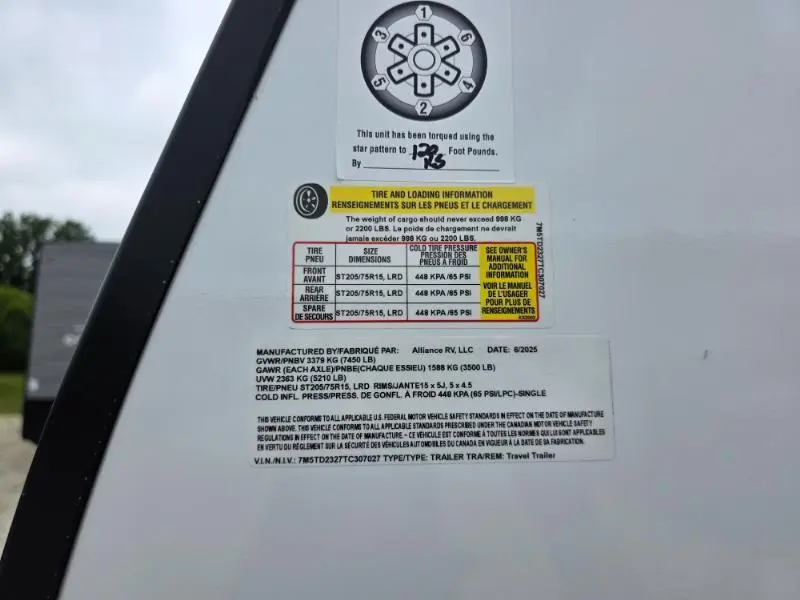 1
6
4
2
5
3
This unit has been torqued using the
star pattern to 120 Foot Pounds.
By
TIRE AND LOADING INFORMATION
RENSEIGNEMENTS SUR LES PNEUS ET LE CHARGEMENT
The weight of cargo should never exceed 998 KG
or 2200 LBS. Le poide de chargement ne devrait
jamais excéder 998 KG ou 2200 LBS.
TIRE PNEU SIZE DIMENSIONS COLD TIRE PRESSURE PRESSION DES PNEUS A FROID
FRONT AVANT ST205/75R15, LRD 448 KPA /65 PSI
REAR ARRIÈRE ST205/75R15, LRD 448 KPA /65 PSI
SPARE DE SECOURS ST205/75R15, LRD 448 KPA /65 PSI
SEE OWNER'S
MANUAL FOR
ADDITIONAL
INFORMATION
VOIR LE MANUEL
DE L'USAGER
POUR PLUS DE
RENSEIGNEMENTS
7M5TD2327TC307027
MANUFACTURED BY/FABRIQUÉ PAR: Alliance RV, LLC DATE: 6/2025
GVWR/PNBV 3379 KG (7450 LB)
GAWR (EACH AXLE)/PNBE(CHAQUE ESSIEU) 1588 KG (3500 LB)
UVW 2363 KG (5210 LB)
TIRE/PNEU ST205/75R15, LRD RIMS/JANTE15 x 5J, 5 x 4.5
COLD INFL. PRESS/PRESS. DE GONFL. À FROID 448 KPA (65 PSI/LPC)-SINGLE
THIS VEHICLE CONFORMS TO ALL APPLICABLE U.S. FEDERAL MOTOR VEHICLE SAFETY STANDARDS IN EFFECT ON THE DATE OF MANUFACTURE
SHOWN ABOVE. THIS VEHICLE CONFORMS TO ALL APPLICABLE STANDARDS PRESCRIBED UNDER THE CANADIAN MOTOR VEHICLE SAFETY
REGULATIONS IN EFFECT ON THE DATE OF MANUFACTURE. - CE VÉHICULE EST CONFORME À TOUTES LES NORMES QUI LUI SONT APPLICABLES
EN VERTU DU RÈGLEMENT SUR LA SÉCURITÉ DES VÉHICULES AUTOMOBILES DU CANADA EN VIGUEUR À LA DATE DE SA FABRICATION.
V.I.N./N.I.V.: 7M5TD2327TC307027 TYPE/TYPE: TRAILER TRA/REM: Travel Trailer